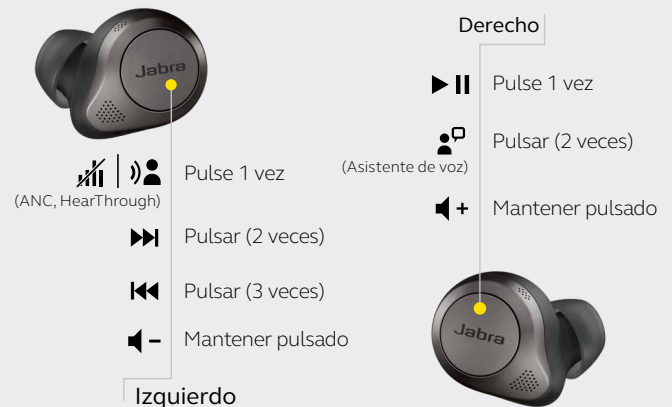 Jabra
Pulse 1 vez
(ANC, HearThrough)
Pulsar (2 veces)
Pulsar (3 veces)
Mantener pulsado
Izquierdo
Derecho
Pulse 1 vez
Pulsar (2 veces)
(Asistente de voz)
Mantener pulsado
Jabra